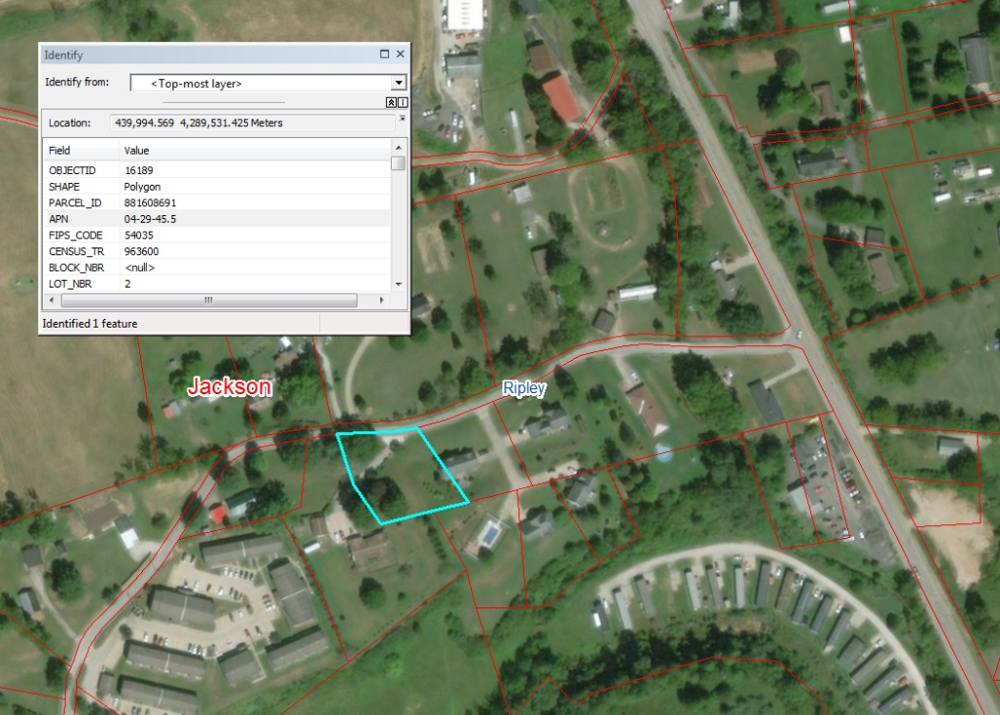 Identify
Identify from: <Top-most layer>
Location: 439,994.569 4,289,531.425 Meters
Field Value
OBJECTID 16189
SHAPE Polygon
PARCEL_ID 881608691
APN 04-29-45.5
FIPS_CODE 54035
CENSUS_TR 963600
BLOCK_NBR <null>
LOT_NBR 2
Identified 1 feature
Jackson
Ripley